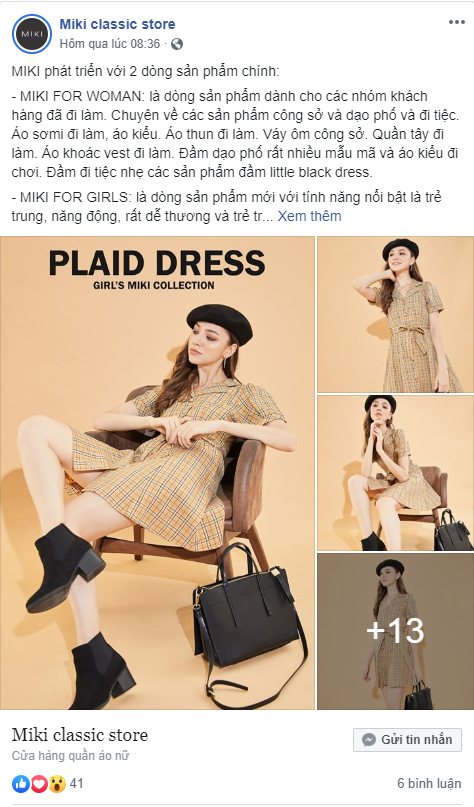 MIKI
Miki classic store
Hôm qua lúc 08:36 ·
MIKI phát triển với 2 dòng sản phẩm chính:
- MIKI FOR WOMAN: là dòng sản phẩm dành cho các nhóm khách
hàng đã đi làm. Chuyên về các sản phẩm công sở và dạo phố và đi tiệc.
Áo sơmi đi làm, áo kiểu. Áo thun đi làm. Váy ôm công sở. Quần tây đi
làm. Áo khoác vest đi làm. Đầm dạo phố rất nhiều mẫu mã và áo kiểu đi
chơi. Đầm đi tiệc nhẹ các sản phẩm đầm little black dress.
- MIKI FOR GIRLS: là dòng sản phẩm mới với tính năng nổi bật là trẻ
trung, năng động, rất dễ thương và trẻ tr... Xem thêm
PLAID DRESS
GIRL'S MIKI COLLECTION
+13
Miki classic store
Cửa hàng quần áo nữ
Gửi tin nhắn
41
6 bình luận